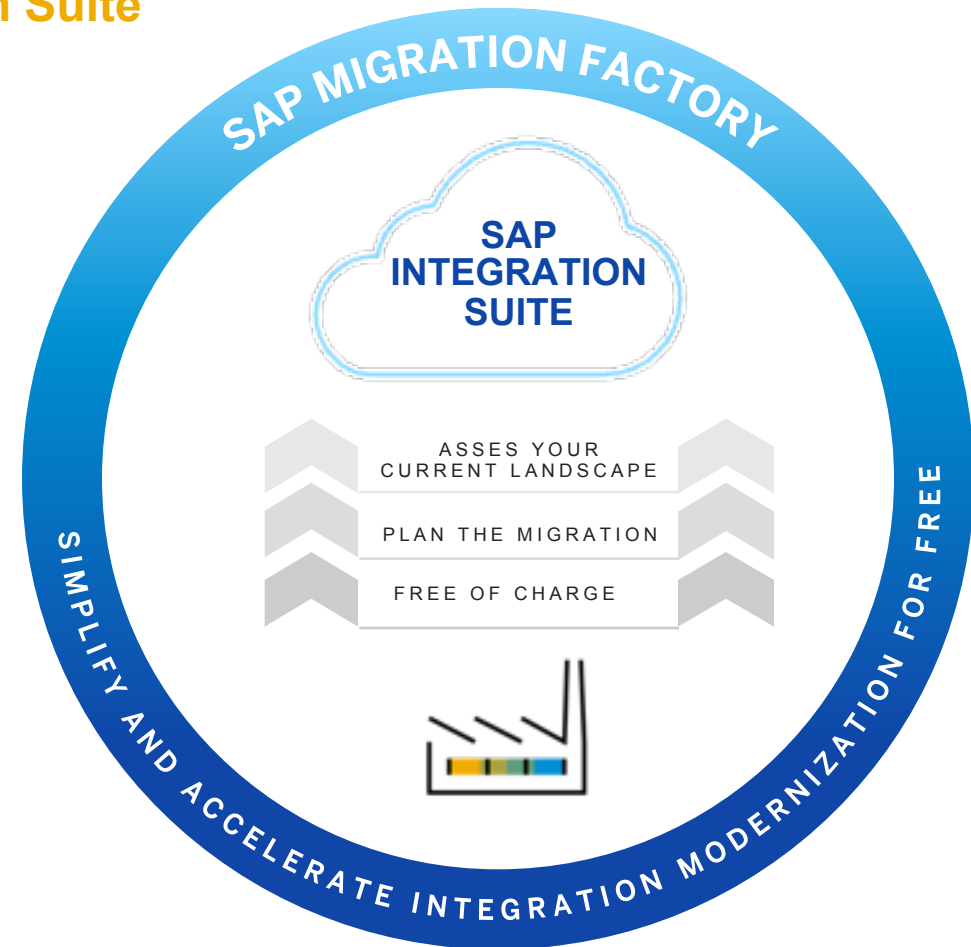 Suite
SAP MIGRATION FACTORY
SAP
INTEGRATION
SUITE
ASSES YOUR
CURRENT LANDSCAPE
PLAN THE MIGRATION
FREE OF CHARGE
SIMPLIFY AND ACCELERATE INTEGRATION MODERNIZATION FOR FREE